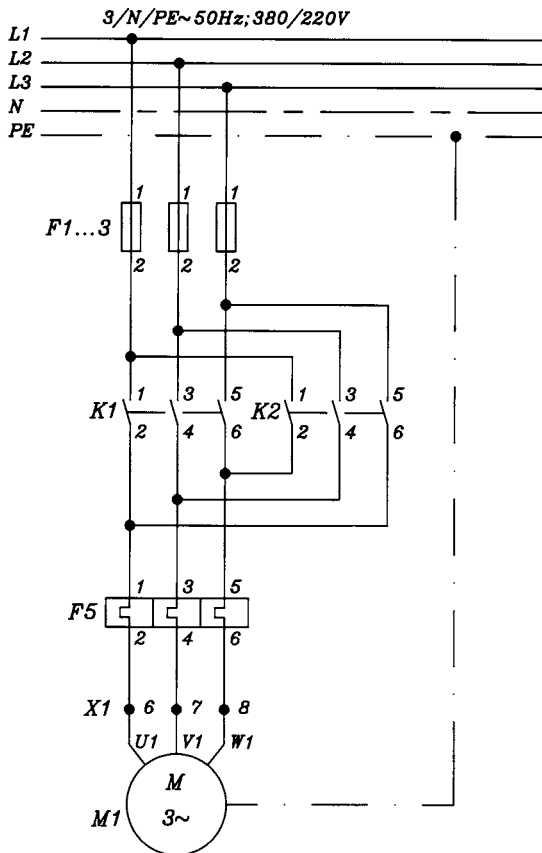 3/N/PE~50Hz;380/220V
L1
L2
L3
N
PE
1 1 1
F1...3
2 2 2
1 3 5 1 3 5
K1 K2
2 4 6 2 4 6
1 3 5
F5
2 4 6
X1 6 7 8
U1 V1 W1
M
M1 3~